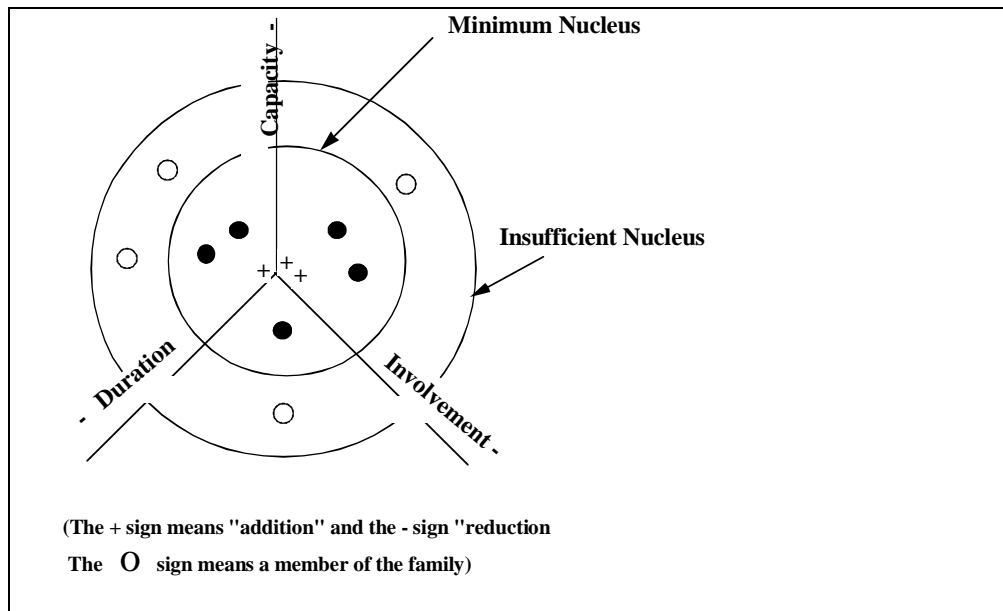 Minimum Nucleus
Capacity -
Insufficient Nucleus
+ + +
- Duration
Involvement -
(The + sign means "addition" and the - sign "reduction
The O sign means a member of the family)